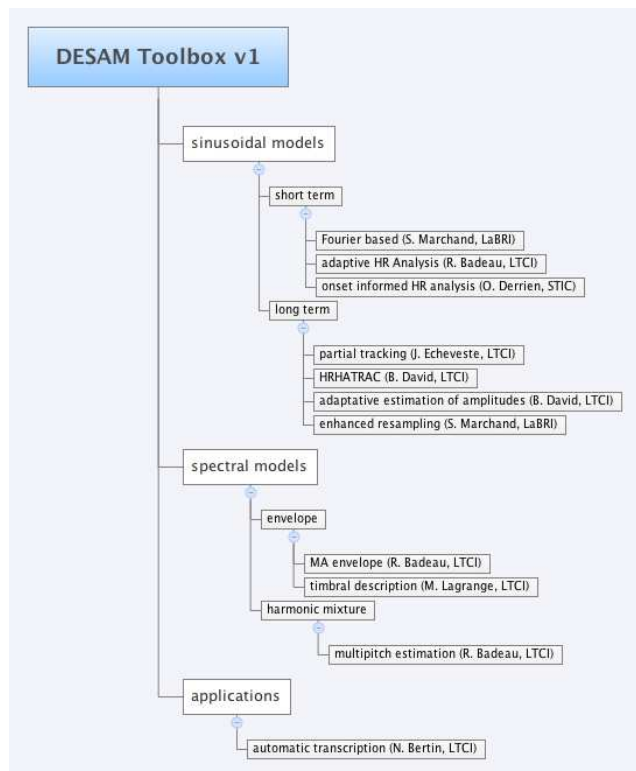 DESAM Toolbox v1
sinusoidal models
short term
Fourier based (S. Marchand, LaBRI)
adaptive HR Analysis (R. Badeau, LTCI)
onset informed HR analysis (O. Derrien, STIC)
long term
partial tracking (J. Echeveste, LTCI)
HRHATRAC (B. David, LTCI)
adaptative estimation of amplitudes (B. David, LTCI)
enhanced resampling (S. Marchand, LaBRI)
spectral models
envelope
MA envelope (R. Badeau, LTCI)
timbral description (M. Lagrange, LTCI)
harmonic mixture
multipitch estimation (R. Badeau, LTCI)
applications
automatic transcription (N. Bertin, LTCI)